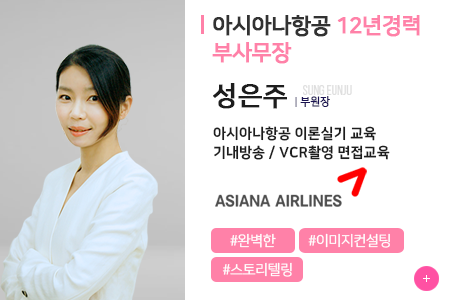 아시아나항공 12년경력
부사무장
성은주 SUNG EUNJU
| 부원장
아시아나항공 이론실기 교육
기내방송 / VCR촬영 면접교육
ASIANA AIRLINES
#완벽한 #이미지컨설팅
#스토리텔링
+